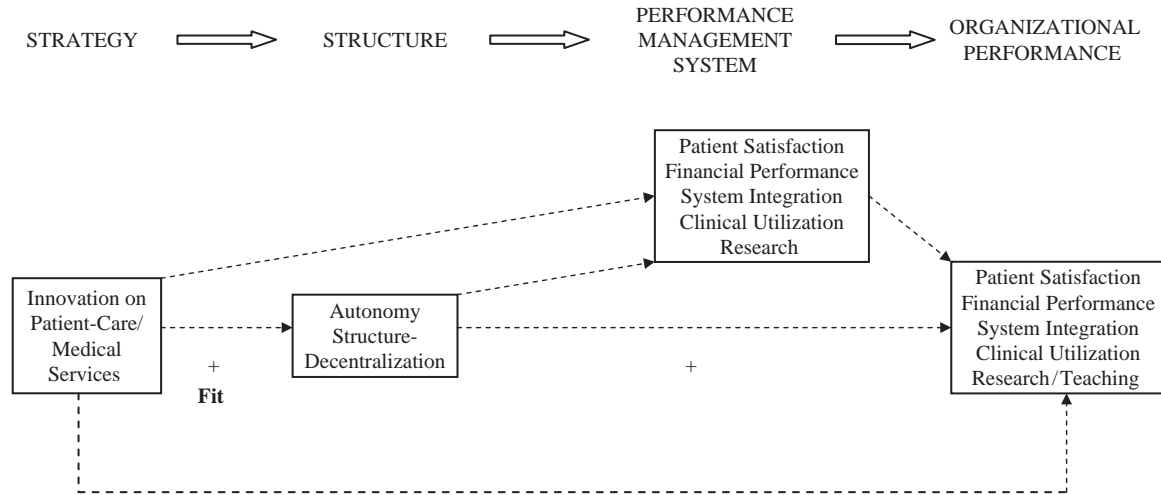 STRATEGY
STRUCTURE
PERFORMANCE
MANAGEMENT
SYSTEM
ORGANIZATIONAL
PERFORMANCE
Patient Satisfaction
Financial Performance
System Integration
Clinical Utilization
Research
Innovation on
Patient-Care/
Medical
Services
Autonomy
Structure-
Decentralization
Patient Satisfaction
Financial Performance
System Integration
Clinical Utilization
Research/Teaching
+
Fit
+